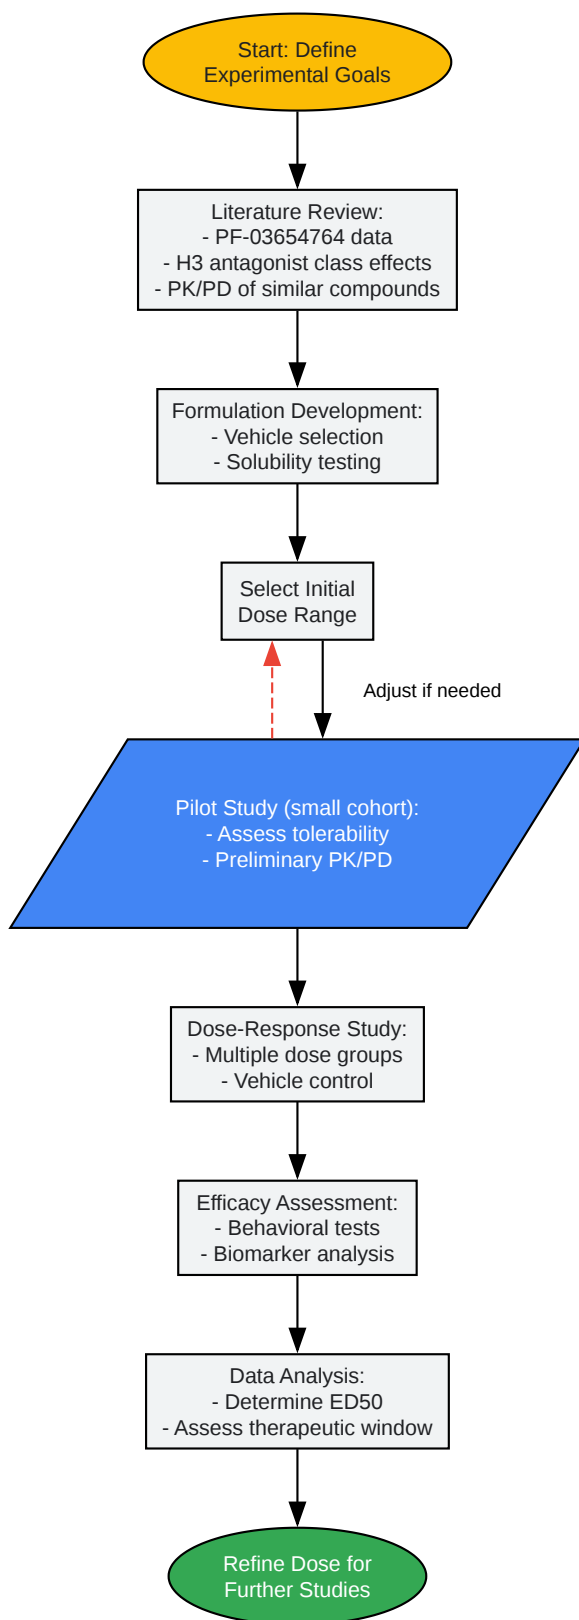 Start: Define
Experimental Goals
Literature Review:
- PF-03654764 data
- H3 antagonist class effects
- PK/PD of similar compounds
Formulation Development:
- Vehicle selection
- Solubility testing
Select Initial
Dose Range
Adjust if needed
Pilot Study (small cohort):
- Assess tolerability
- Preliminary PK/PD
Dose-Response Study:
- Multiple dose groups
- Vehicle control
Efficacy Assessment:
- Behavioral tests
- Biomarker analysis
Data Analysis:
- Determine ED50
- Assess therapeutic window
Refine Dose for
Further Studies